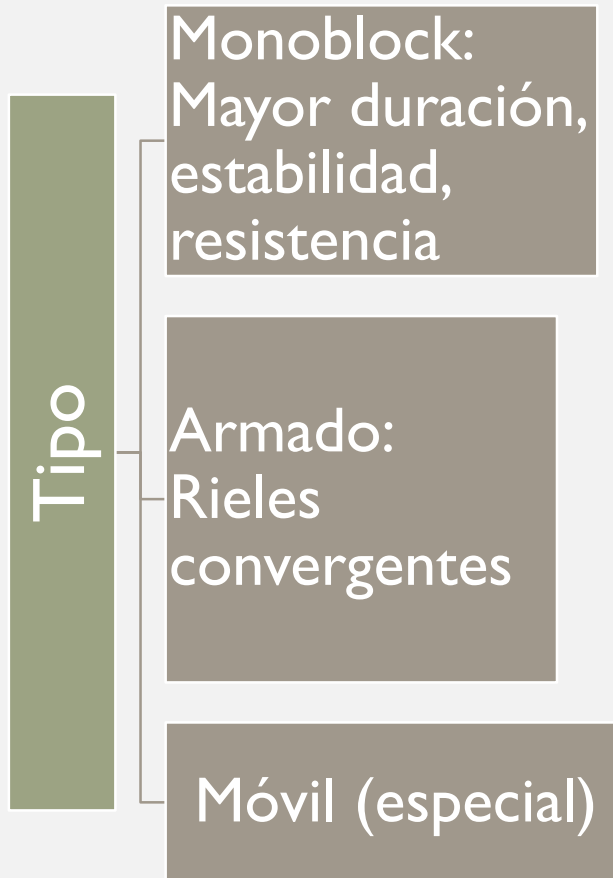 Tipo
Monoblock:
Mayor duración,
estabilidad,
resistencia
Armado:
Rieles
convergentes
Móvil (especial)